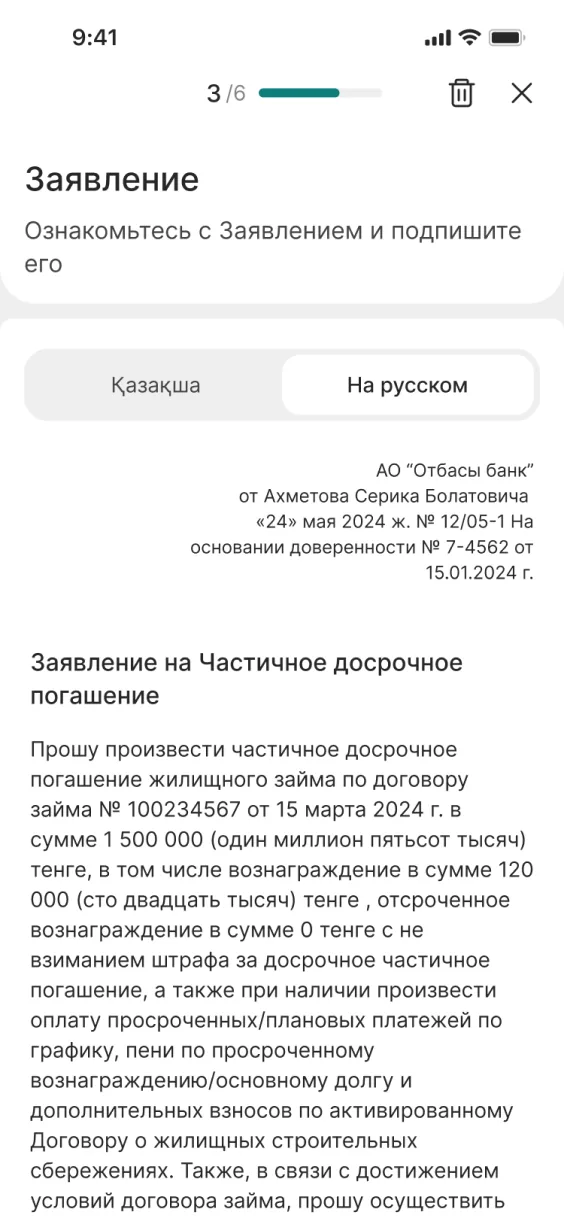 9:41
3 /6
Заявление
Ознакомьтесь с Заявлением и подпишите
его
Қазақша
На русском
АО “Отбасы банк”
от Ахметова Серика Болатовича
«24» мая 2024 ж. № 12/05-1 На
основании доверенности № 7-4562 от
15.01.2024 г.
Заявление на Частичное досрочное
погашение
Прошу произвести частичное досрочное
погашение жилищного займа по договору
займа № 100234567 от 15 марта 2024 г. в
сумме 1 500 000 (один миллион пятьсот тысяч)
тенге, в том числе вознаграждение в сумме 120
000 (сто двадцать тысяч) тенге , отсроченное
вознаграждение в сумме 0 тенге с не
взиманием штрафа за досрочное частичное
погашение, а также при наличии произвести
оплату просроченных/плановых платежей по
графику, пени по просроченному
вознаграждению/основному долгу и
дополнительных взносов по активированному
Договору о жилищных строительных
сбережениях. Также, в связи с достижением
условий договора займа, прошу осуществить